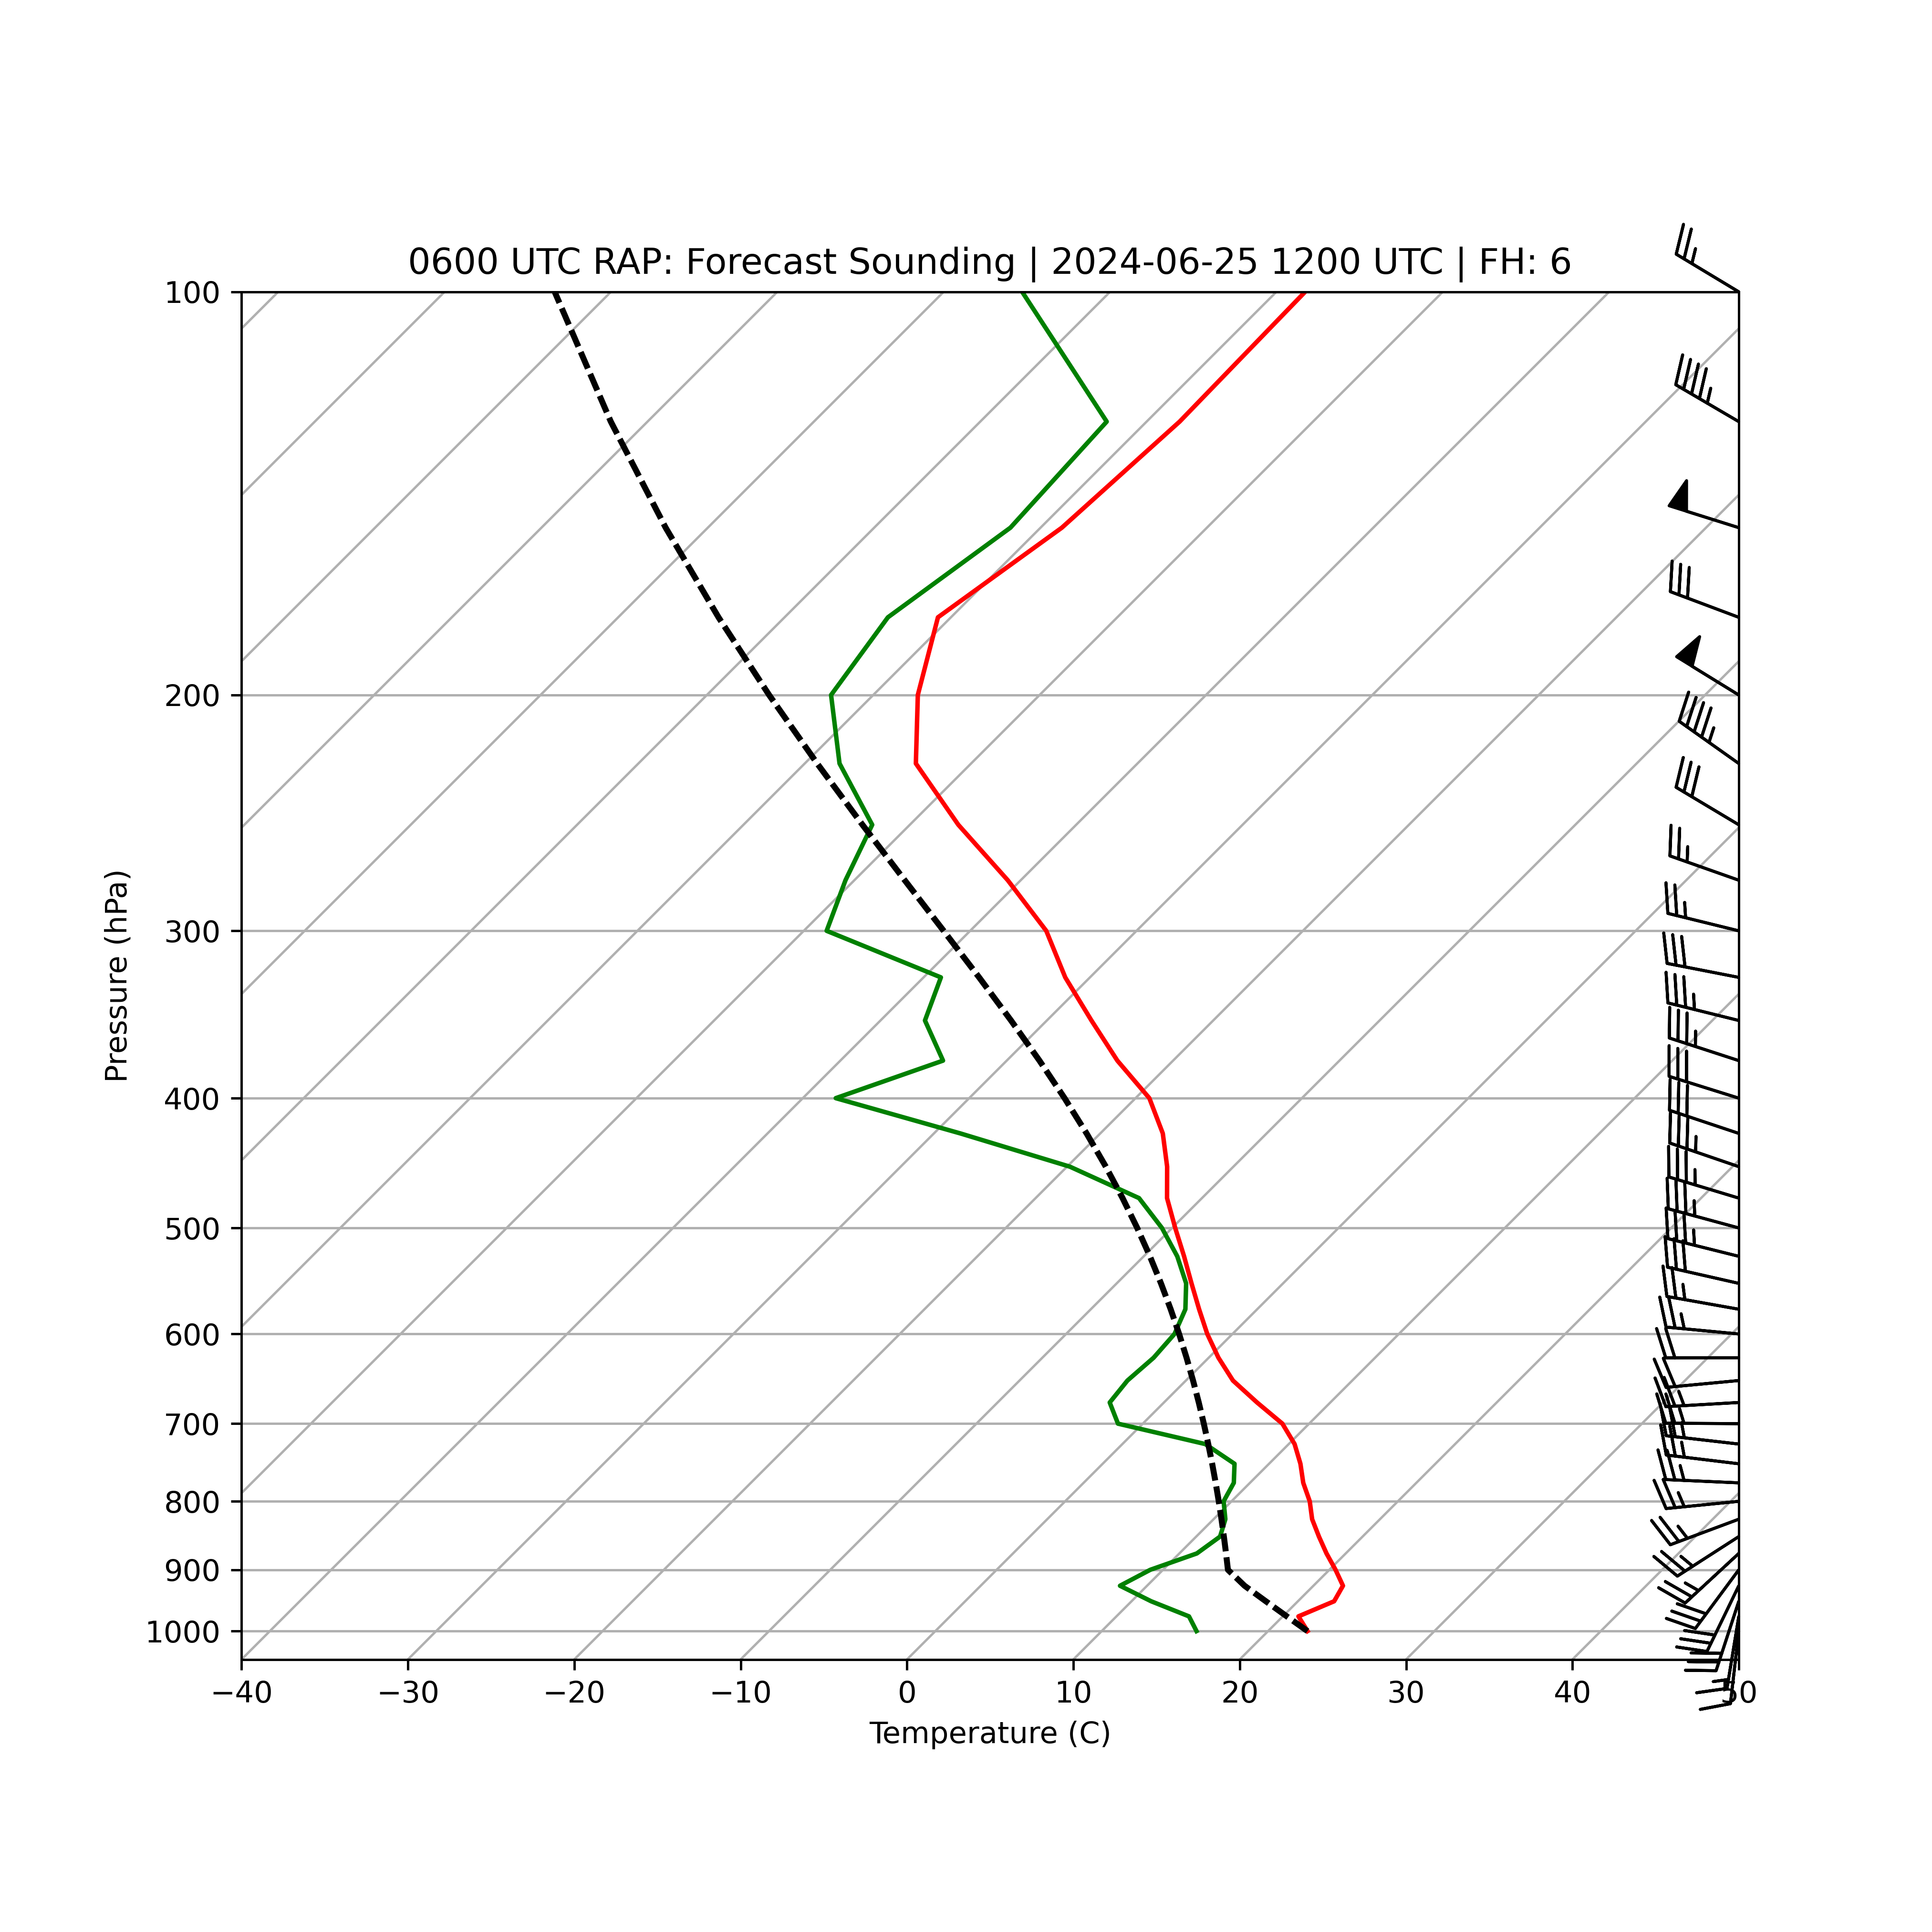 0600 UTC RAP: Forecast Sounding | 2024-06-25 1200 UTC | FH: 6
100
200
300
400
500
600
700
800
900
1000
Pressure (hPa)
−40 −30 −20 −10 0 10 20 30 40 50
Temperature (C)